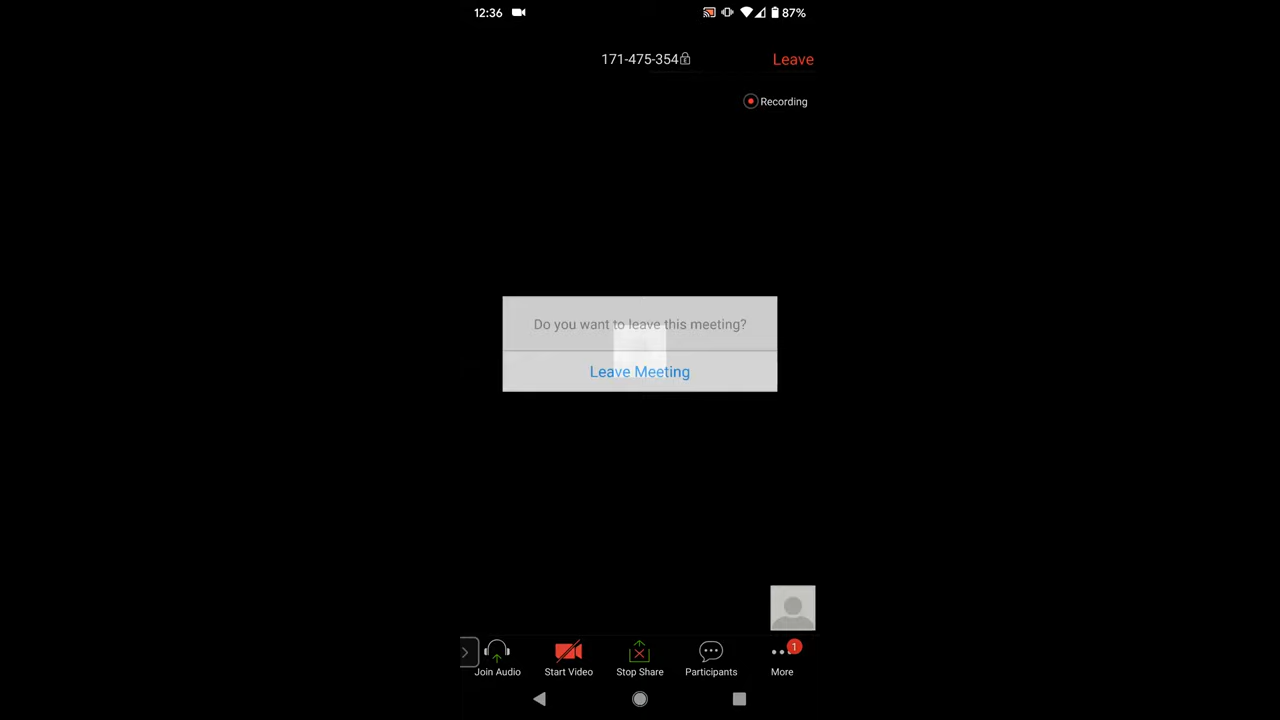 12:36
87%
171-475-354
Leave
Recording
Do you want to leave this meeting?
Leave Meeting
Join Audio
Start Video
Stop Share
Participants
1
More